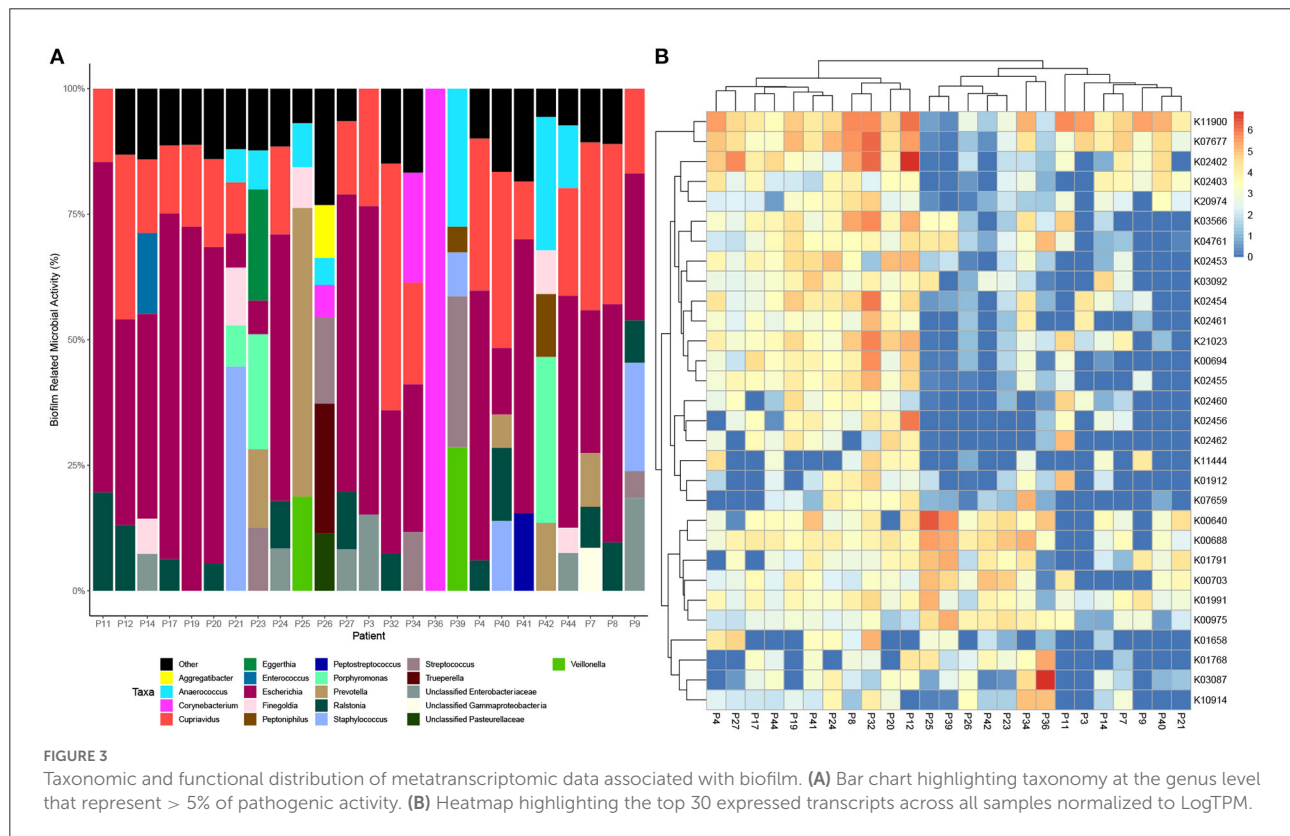 A
100%
75%
50%
25%
0%
Biofilm Related Microbial Activity (%)
P11 P12 P14 P17 P19 P20 P21 P23 P24 P25 P26 P27 P3 P32 P34 P36 P39 P4 P40 P41 P42 P44 P7 P8 P9
Patient
Taxa
Other
Aggregatibacter
Anaerococcus
Corynebacterium
Cupriavidus
Eggerthia
Enterococcus
Escherichia
Finegoldia
Peptoniphilus
Peptostreptococcus
Porphyromonas
Prevotella
Ralstonia
Staphylococcus
Streptococcus
Trueperella
Unclassified Enterobacteriaceae
Unclassified Gammaproteobacteria
Unclassified Pasteurellaceae
Veillonella
B
K11900
K07677
K02402
K02403
K20974
K03566
K04761
K02453
K03092
K02454
K02461
K21023
K00694
K02455
K02460
K02456
K02462
K11444
K01912
K07659
K00640
K00688
K01791
K00703
K01991
K00975
K01658
K01768
K03087
K10914
P4 P27 P17 P44 P19 P41 P24 P8 P32 P20 P12 P25 P39 P26 P42 P23 P34 P36 P11 P3 P14 P7 P9 P40 P21
6
5
4
3
2
1
0
FIGURE 3
Taxonomic and functional distribution of metatranscriptomic data associated with biofilm. (A) Bar chart highlighting taxonomy at the genus level
that represent > 5% of pathogenic activity. (B) Heatmap highlighting the top 30 expressed transcripts across all samples normalized to LogTPM.